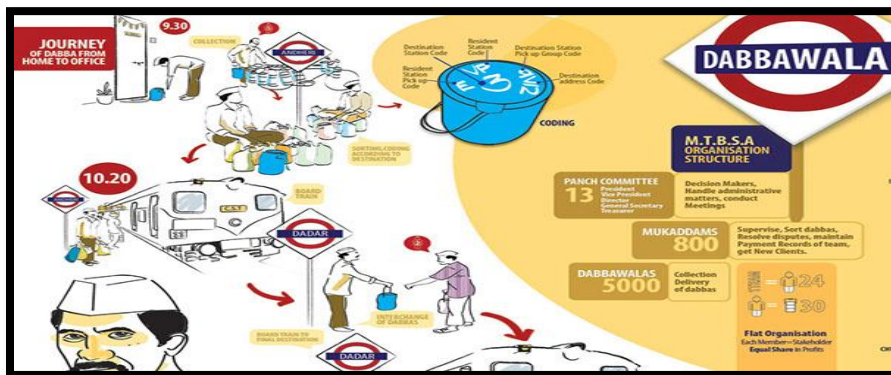 JOURNEY
OF DABBA FROM
HOME TO OFFICE
9.30
COLLECTION
ANDHERI
SORTING,CODING
ACCORDING TO
DESTINATION
Destination
Station Code
Resident
Station
Code
Destination Station
Pick up Group Code
Resident
Station
Pick up
Code
Destination
address Code
CODING
10.20
BOARD
TRAIN
C.S.T.
DADAR
INTERCHANGE
OF DABBAS
BOARD TRAIN TO
FINAL DESTINATION
DADAR
DABBAWALA
M.T.B.S.A
ORGANISATION
STRUCTURE
PANCH COMMITTEE
13
President
Vice President
Director
General Secretary
Treasurer
Decision Makers,
Handle administrative
matters, conduct
Meetings
MUKADDAMS
800
Supervise, Sort dabbas,
Resolve disputes, maintain
Payment Records of team,
get New Clients.
DABBAWALAS
5000
Collection
Delivery
of dabbas
= 24
= 30
Flat Organisation
Each Member= Stakeholder
Equal Share in Profits